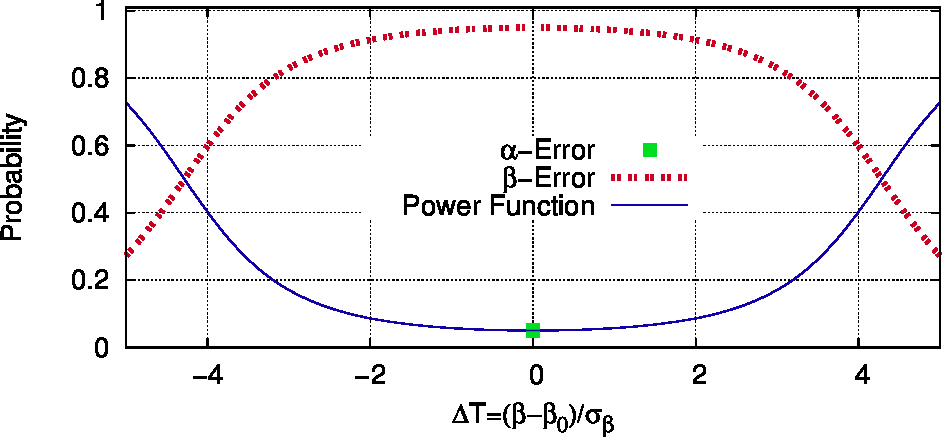 1
0.8
0.6
0.4
0.2
0
Probability
α−Error
β−Error
Power Function
−4 −2 0 2 4
ΔT=(β−β₀)/σᵦ